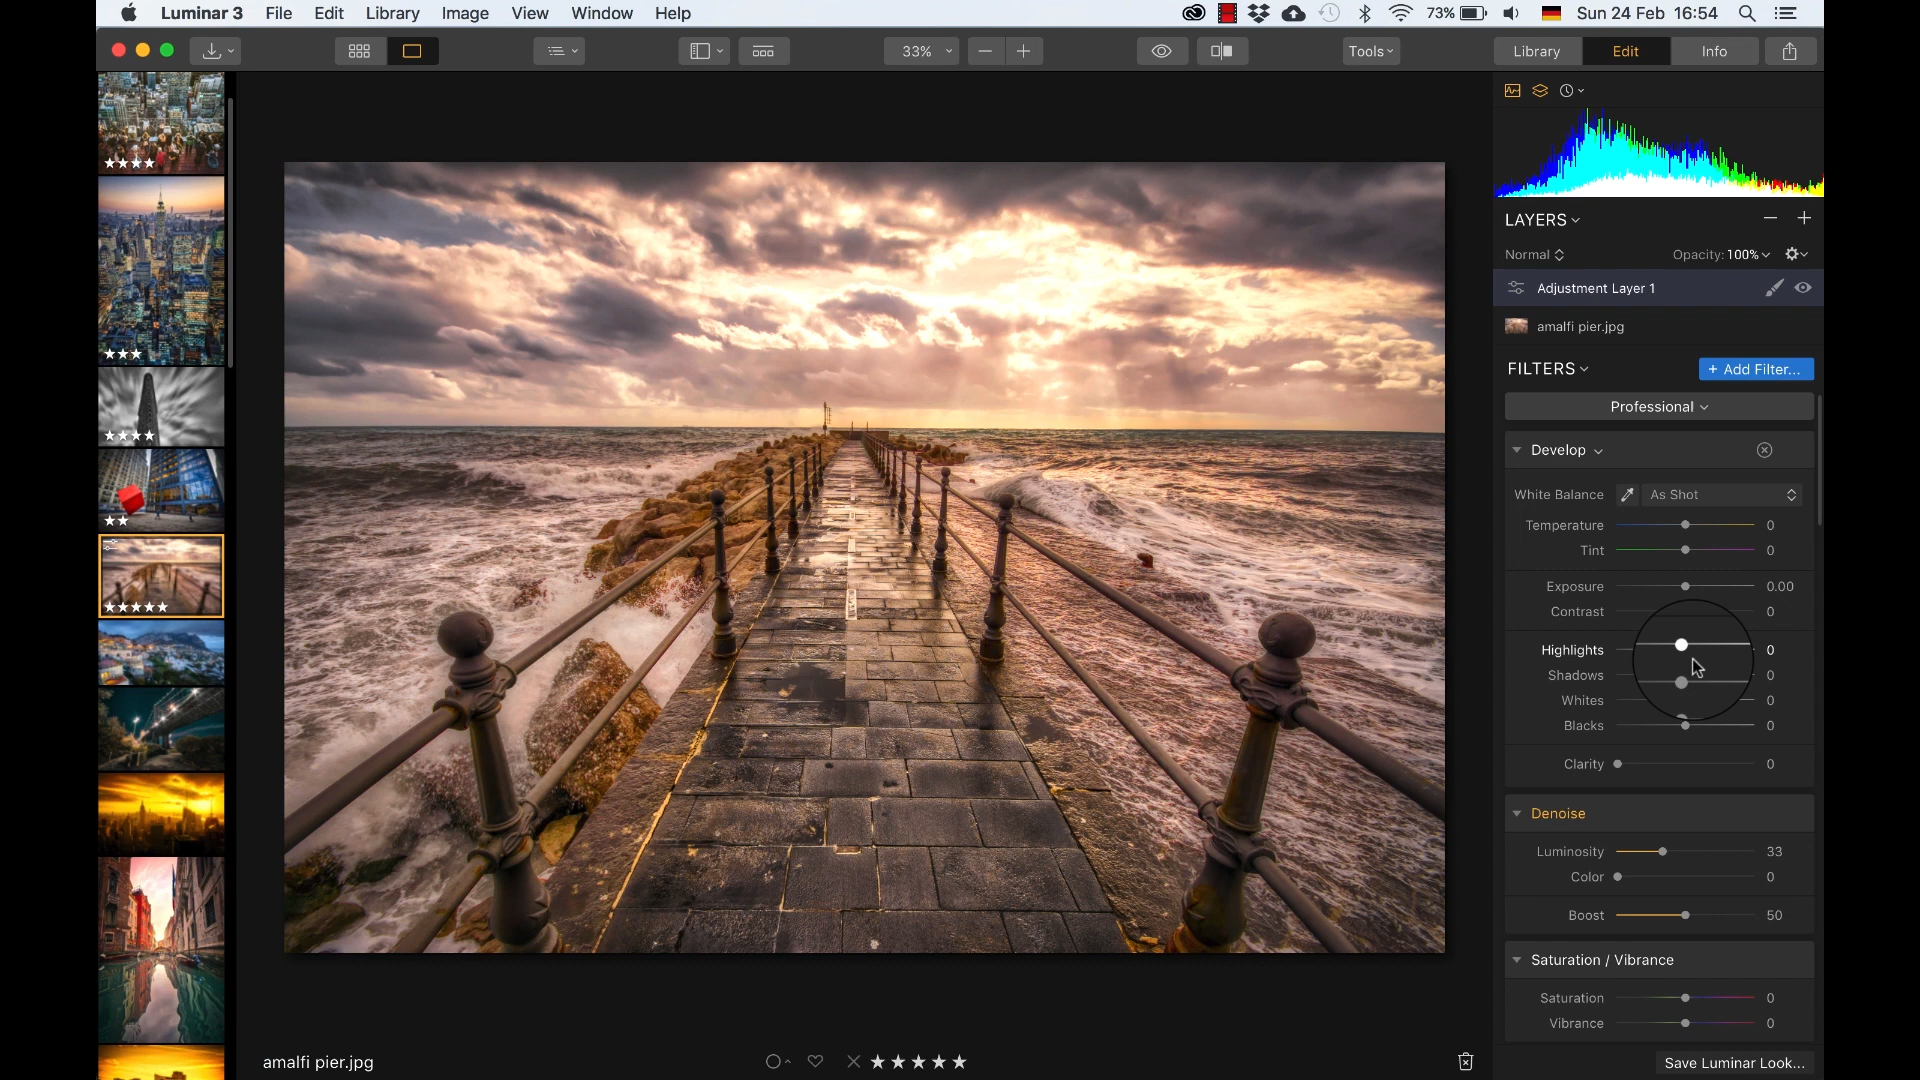 Luminar 3 File Edit Library Image View Window Help 73% Sun 24 Feb 16:54
33% Tools Library Edit Info
LAYERS
Normal Opacity: 100%
Adjustment Layer 1
amalfi pier.jpg
FILTERS + Add Filter...
Professional
Develop
White Balance As Shot
Temperature 0
Tint 0
Exposure 0.00
Contrast 0
Highlights 0
Shadows 0
Whites 0
Blacks 0
Clarity 0
Denoise
Luminosity 33
Color 0
Boost 50
Saturation / Vibrance
Saturation 0
Vibrance 0
amalfi pier.jpg Save Luminar Look...